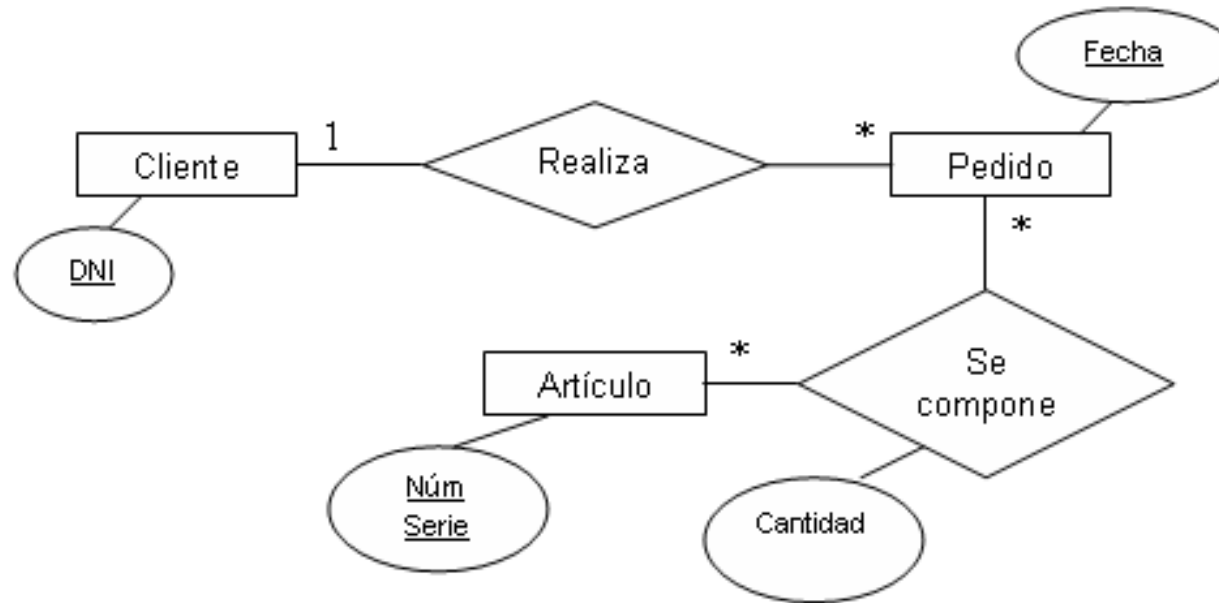 Fecha
1
*
Cliente
Realiza
Pedido
*
DNI
*
Artículo
Se
compone
Núm
Serie
Cantidad